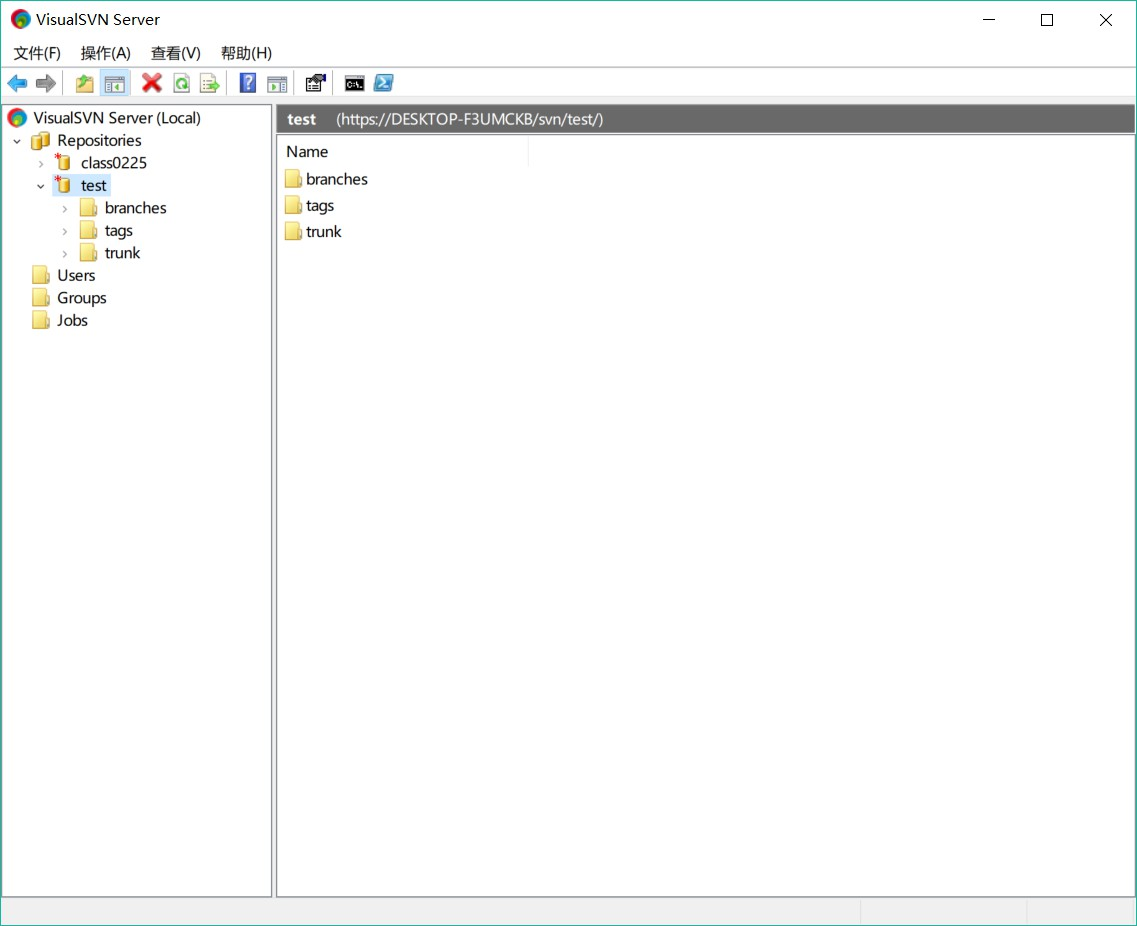 VisualSVN Server
文件(F) 操作(A) 查看(V) 帮助(H)
VisualSVN Server (Local)
Repositories
class0225
test
branches
tags
trunk
Users
Groups
Jobs
test (https://DESKTOP-F3UMCKB/svn/test/)
Name
branches
tags
trunk